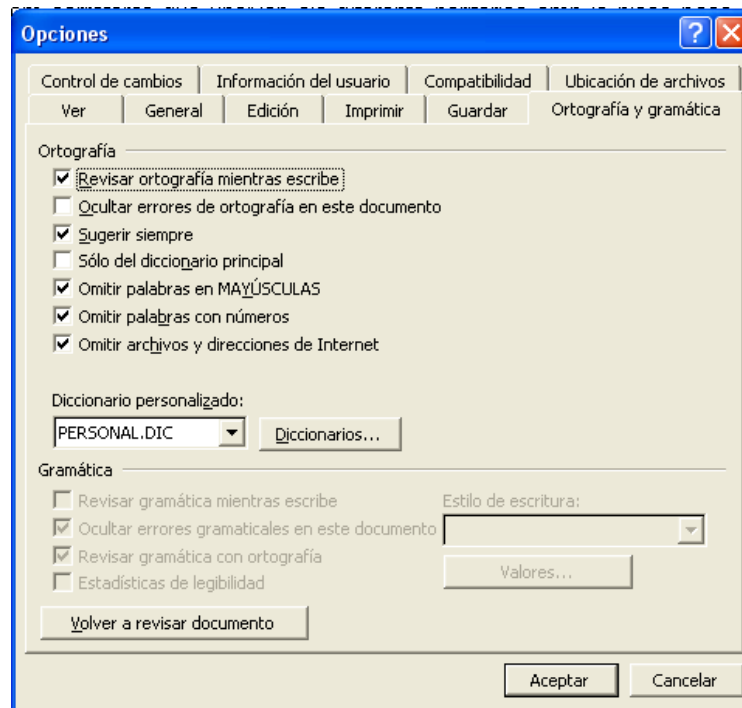 Opciones
Control de cambios Información del usuario Compatibilidad Ubicación de archivos
Ver General Edición Imprimir Guardar Ortografía y gramática
Ortografía
Revisar ortografía mientras escribe
Ocultar errores de ortografía en este documento
Sugerir siempre
Sólo del diccionario principal
Omitir palabras en MAYÚSCULAS
Omitir palabras con números
Omitir archivos y direcciones de Internet
Diccionario personalizado:
PERSONAL.DIC Diccionarios...
Gramática
Revisar gramática mientras escribe Estilo de escritura:
Ocultar errores gramaticales en este documento
Revisar gramática con ortografía
Estadísticas de legibilidad Valores...
Volver a revisar documento
Aceptar Cancelar